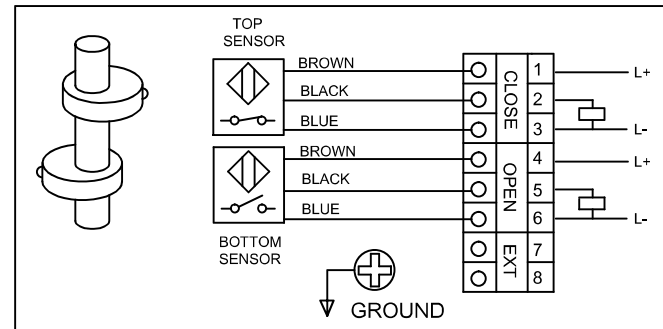 TOP
SENSOR
BROWN
BLACK
BLUE
BROWN
BLACK
BLUE
BOTTOM
SENSOR
CLOSE
OPEN
EXT
1
2
3
4
5
6
7
8
L+
L-
L+
L-
GROUND